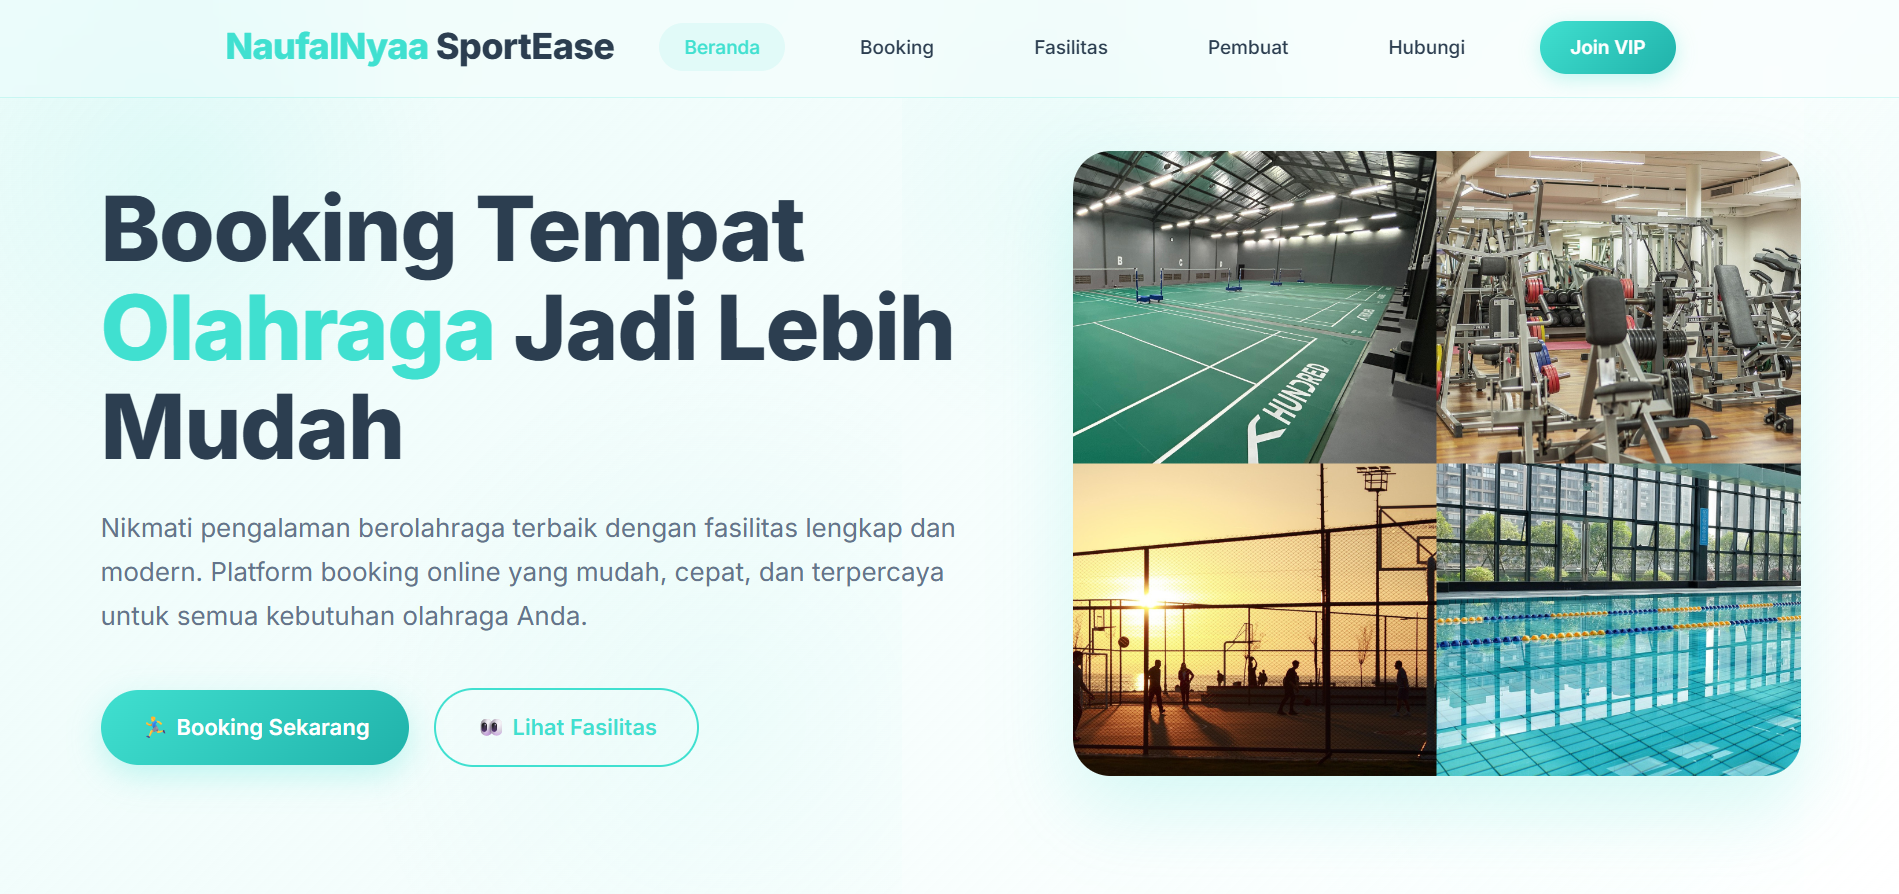 NaufalNyaa SportEase
Beranda
Booking
Fasilitas
Pembuat
Hubungi
Join VIP
Booking Tempat
Olahraga Jadi Lebih
Mudah
Nikmati pengalaman berolahraga terbaik dengan fasilitas lengkap dan
modern. Platform booking online yang mudah, cepat, dan terpercaya
untuk semua kebutuhan olahraga Anda.
🏃‍♂️ Booking Sekarang
👀 Lihat Fasilitas
B
C
HUNDRED